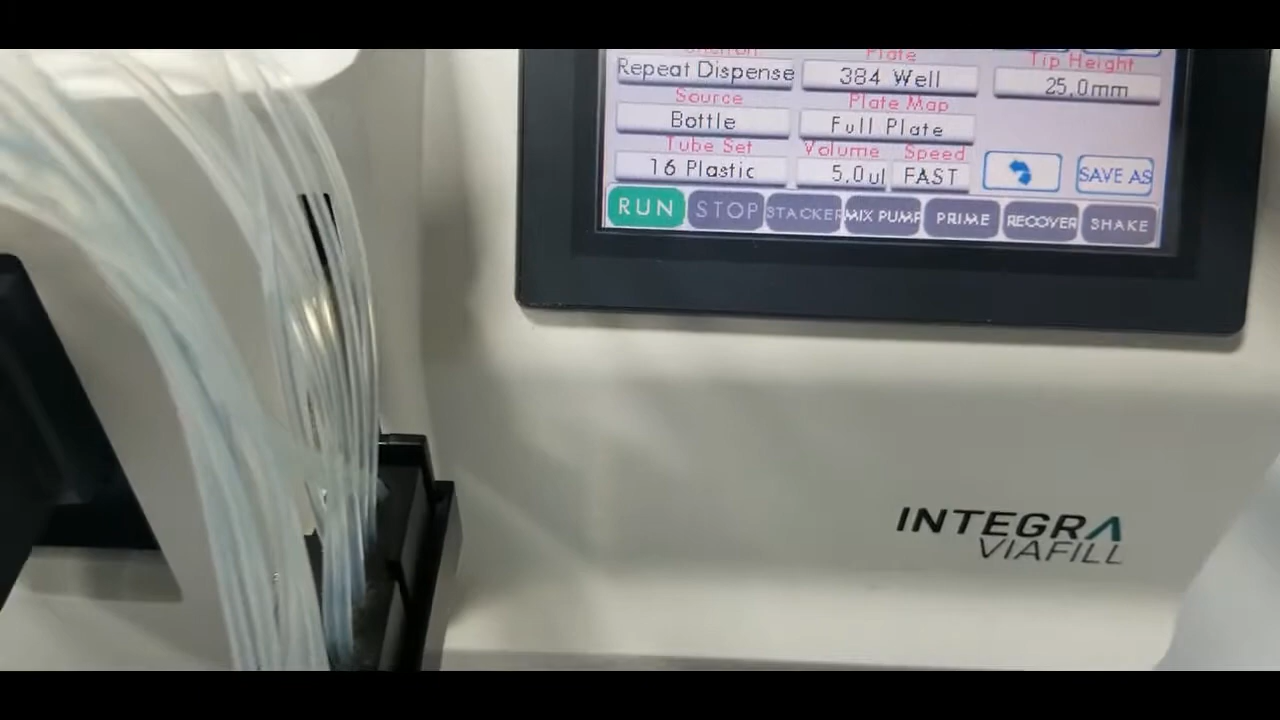 Plate
Tip Height
Repeat Dispense
384 Well
25.0mm
Source
Plate Map
Bottle
Full Plate
Tube Set
Volume
Speed
16 Plastic
5.0ul
FAST
SAVE AS
RUN
STOP
STACKER
MIX PUMP
PRIME
RECOVER
SHAKE
INTEGRA
VIAFILL